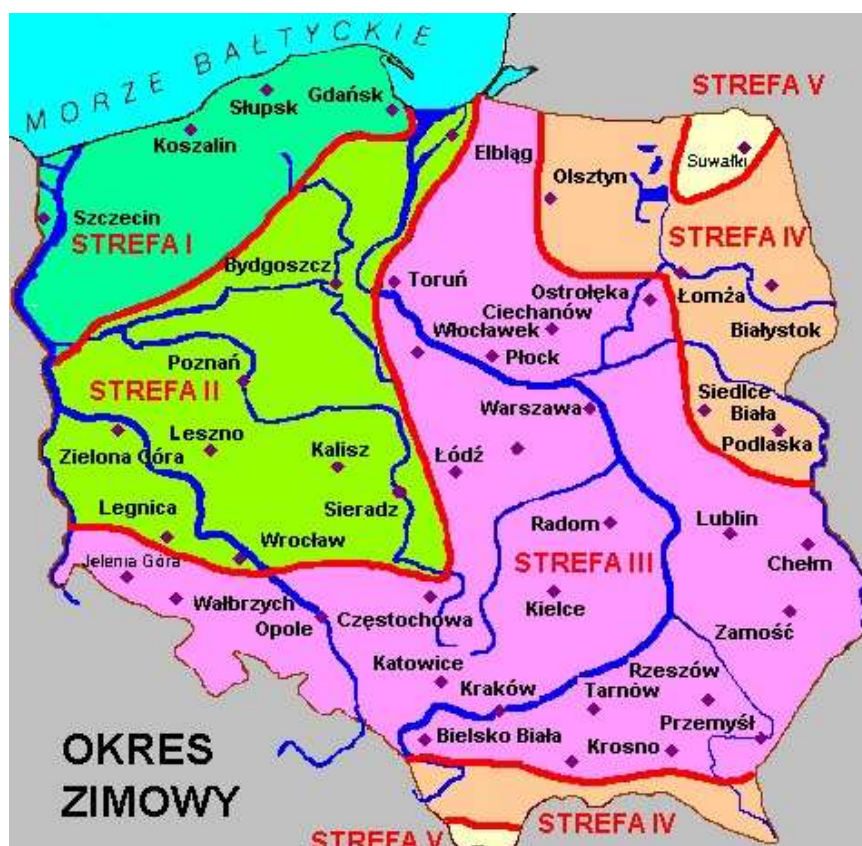 MORZE BAŁTYCKIE
STREFA V
Słupsk
Gdańsk
Koszalin
Elbląg
Suwałki
Olsztyn
Szczecin
STREFA I
STREFA IV
Bydgoszcz
Toruń
Ostrołęka
Łomża
Ciechanów
Włocławek
Białystok
Płock
Poznań
STREFA II
Siedlce
Warszawa
Biała
Podlaska
Leszno
Zielona Góra
Kalisz
Łódź
Legnica
Sieradz
Radom
Lublin
Wrocław
Jelenia Góra
STREFA III
Chełm
Wałbrzych
Częstochowa
Kielce
Opole
Zamość
Katowice
Rzeszów
Kraków
Tarnów
Przemyśl
OKRES
ZIMOWY
Bielsko Biała
Krosno
STREFA V
STREFA IV